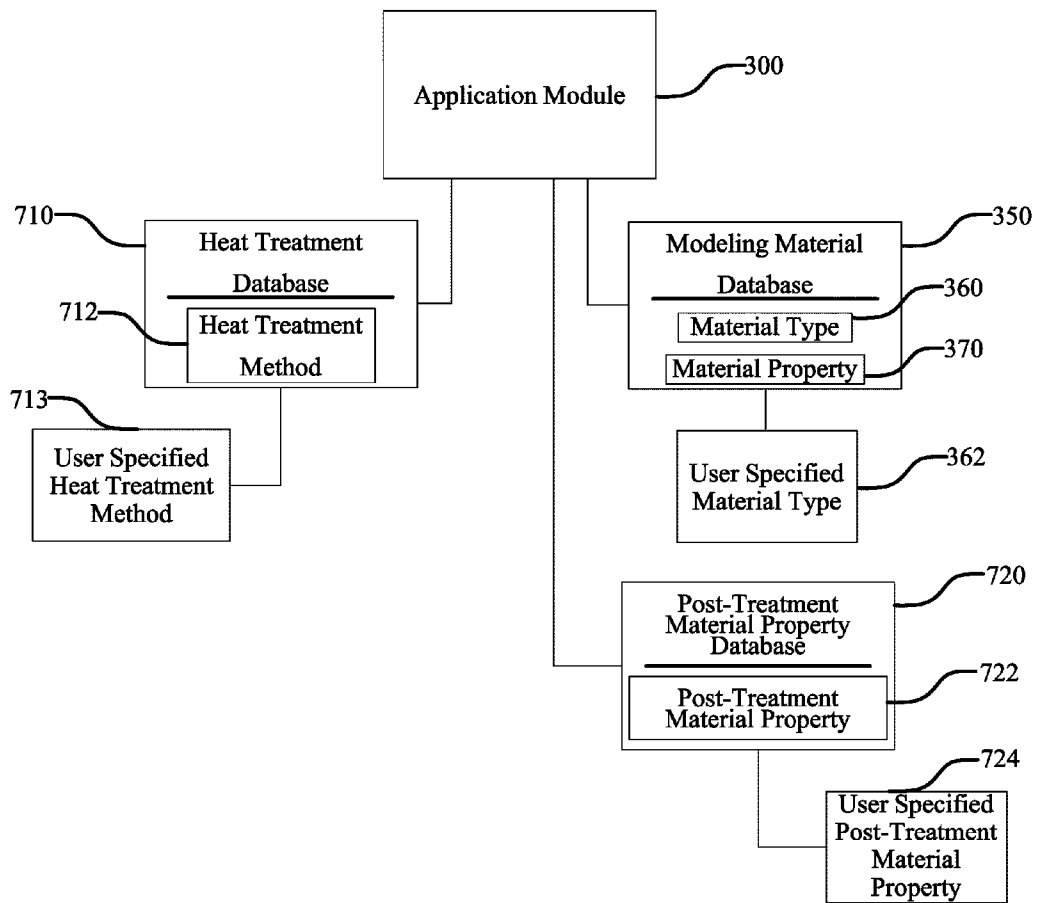 Application Module
300
710
Heat Treatment
Database
712
Heat Treatment
Method
713
User Specified
Heat Treatment
Method
350
Modeling Material
Database
360
Material Type
370
Material Property
362
User Specified
Material Type
720
Post-Treatment
Material Property
Database
722
Post-Treatment
Material Property
724
User Specified
Post-Treatment
Material
Property